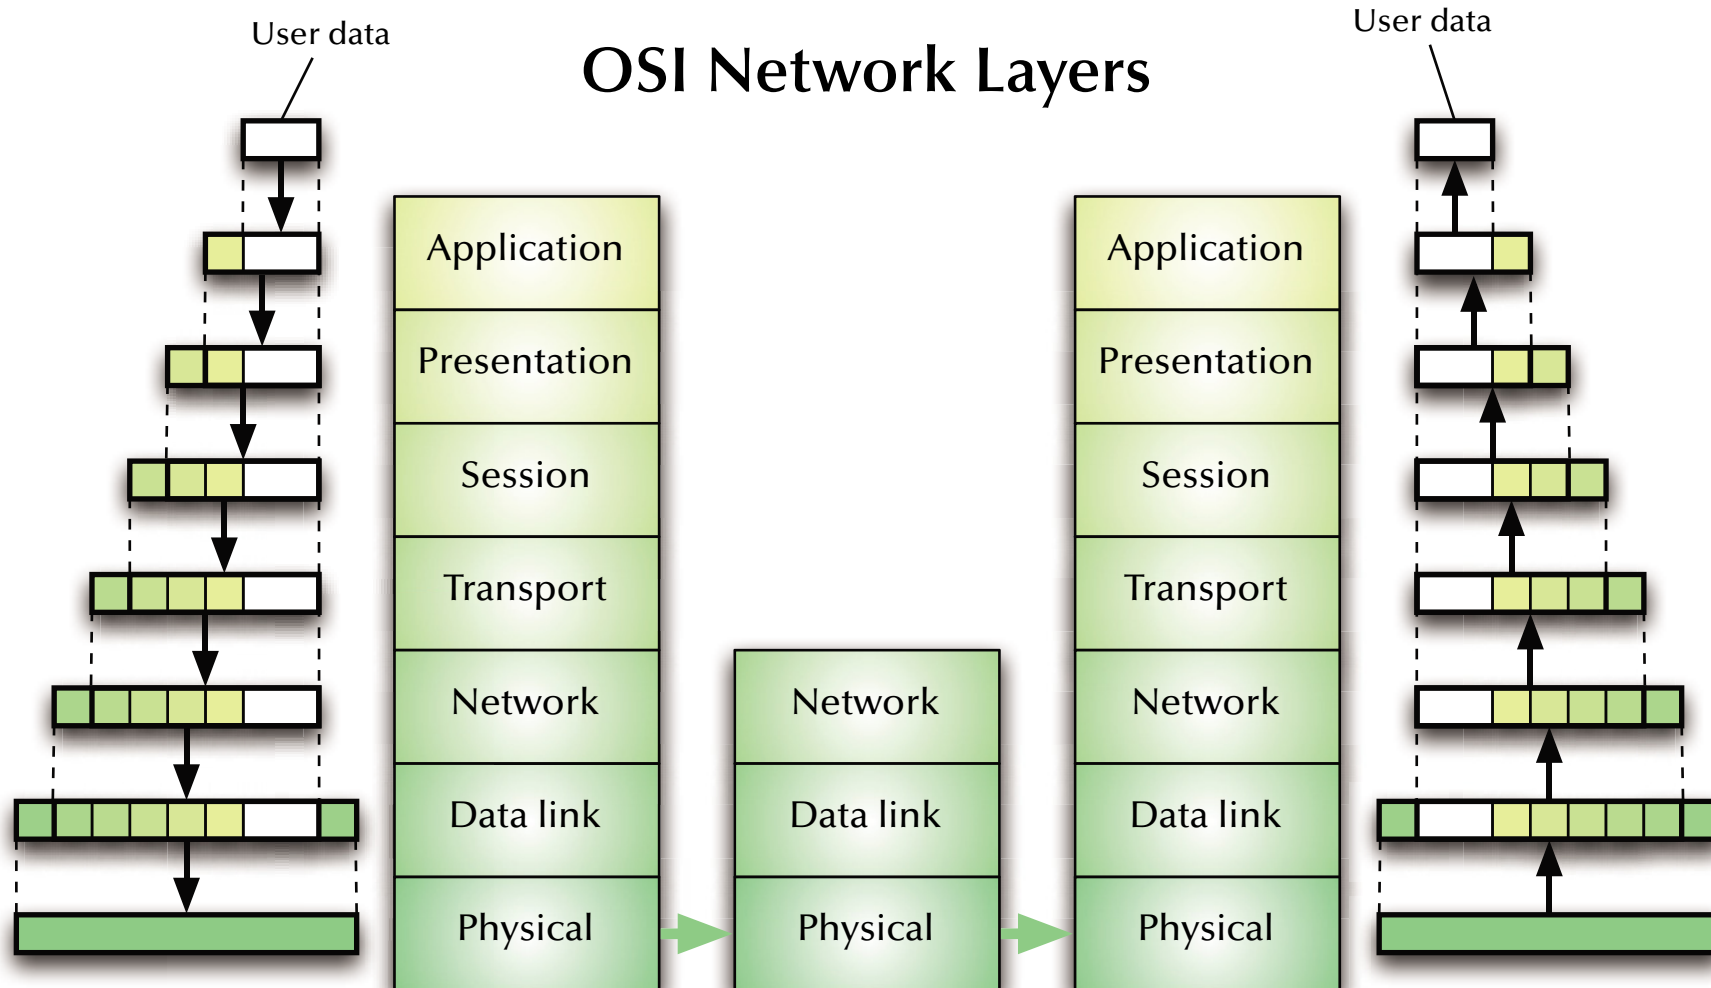 User data
OSI Network Layers
User data
Application
Presentation
Session
Transport
Network
Data link
Physical
Network
Data link
Physical
Application
Presentation
Session
Transport
Network
Data link
Physical